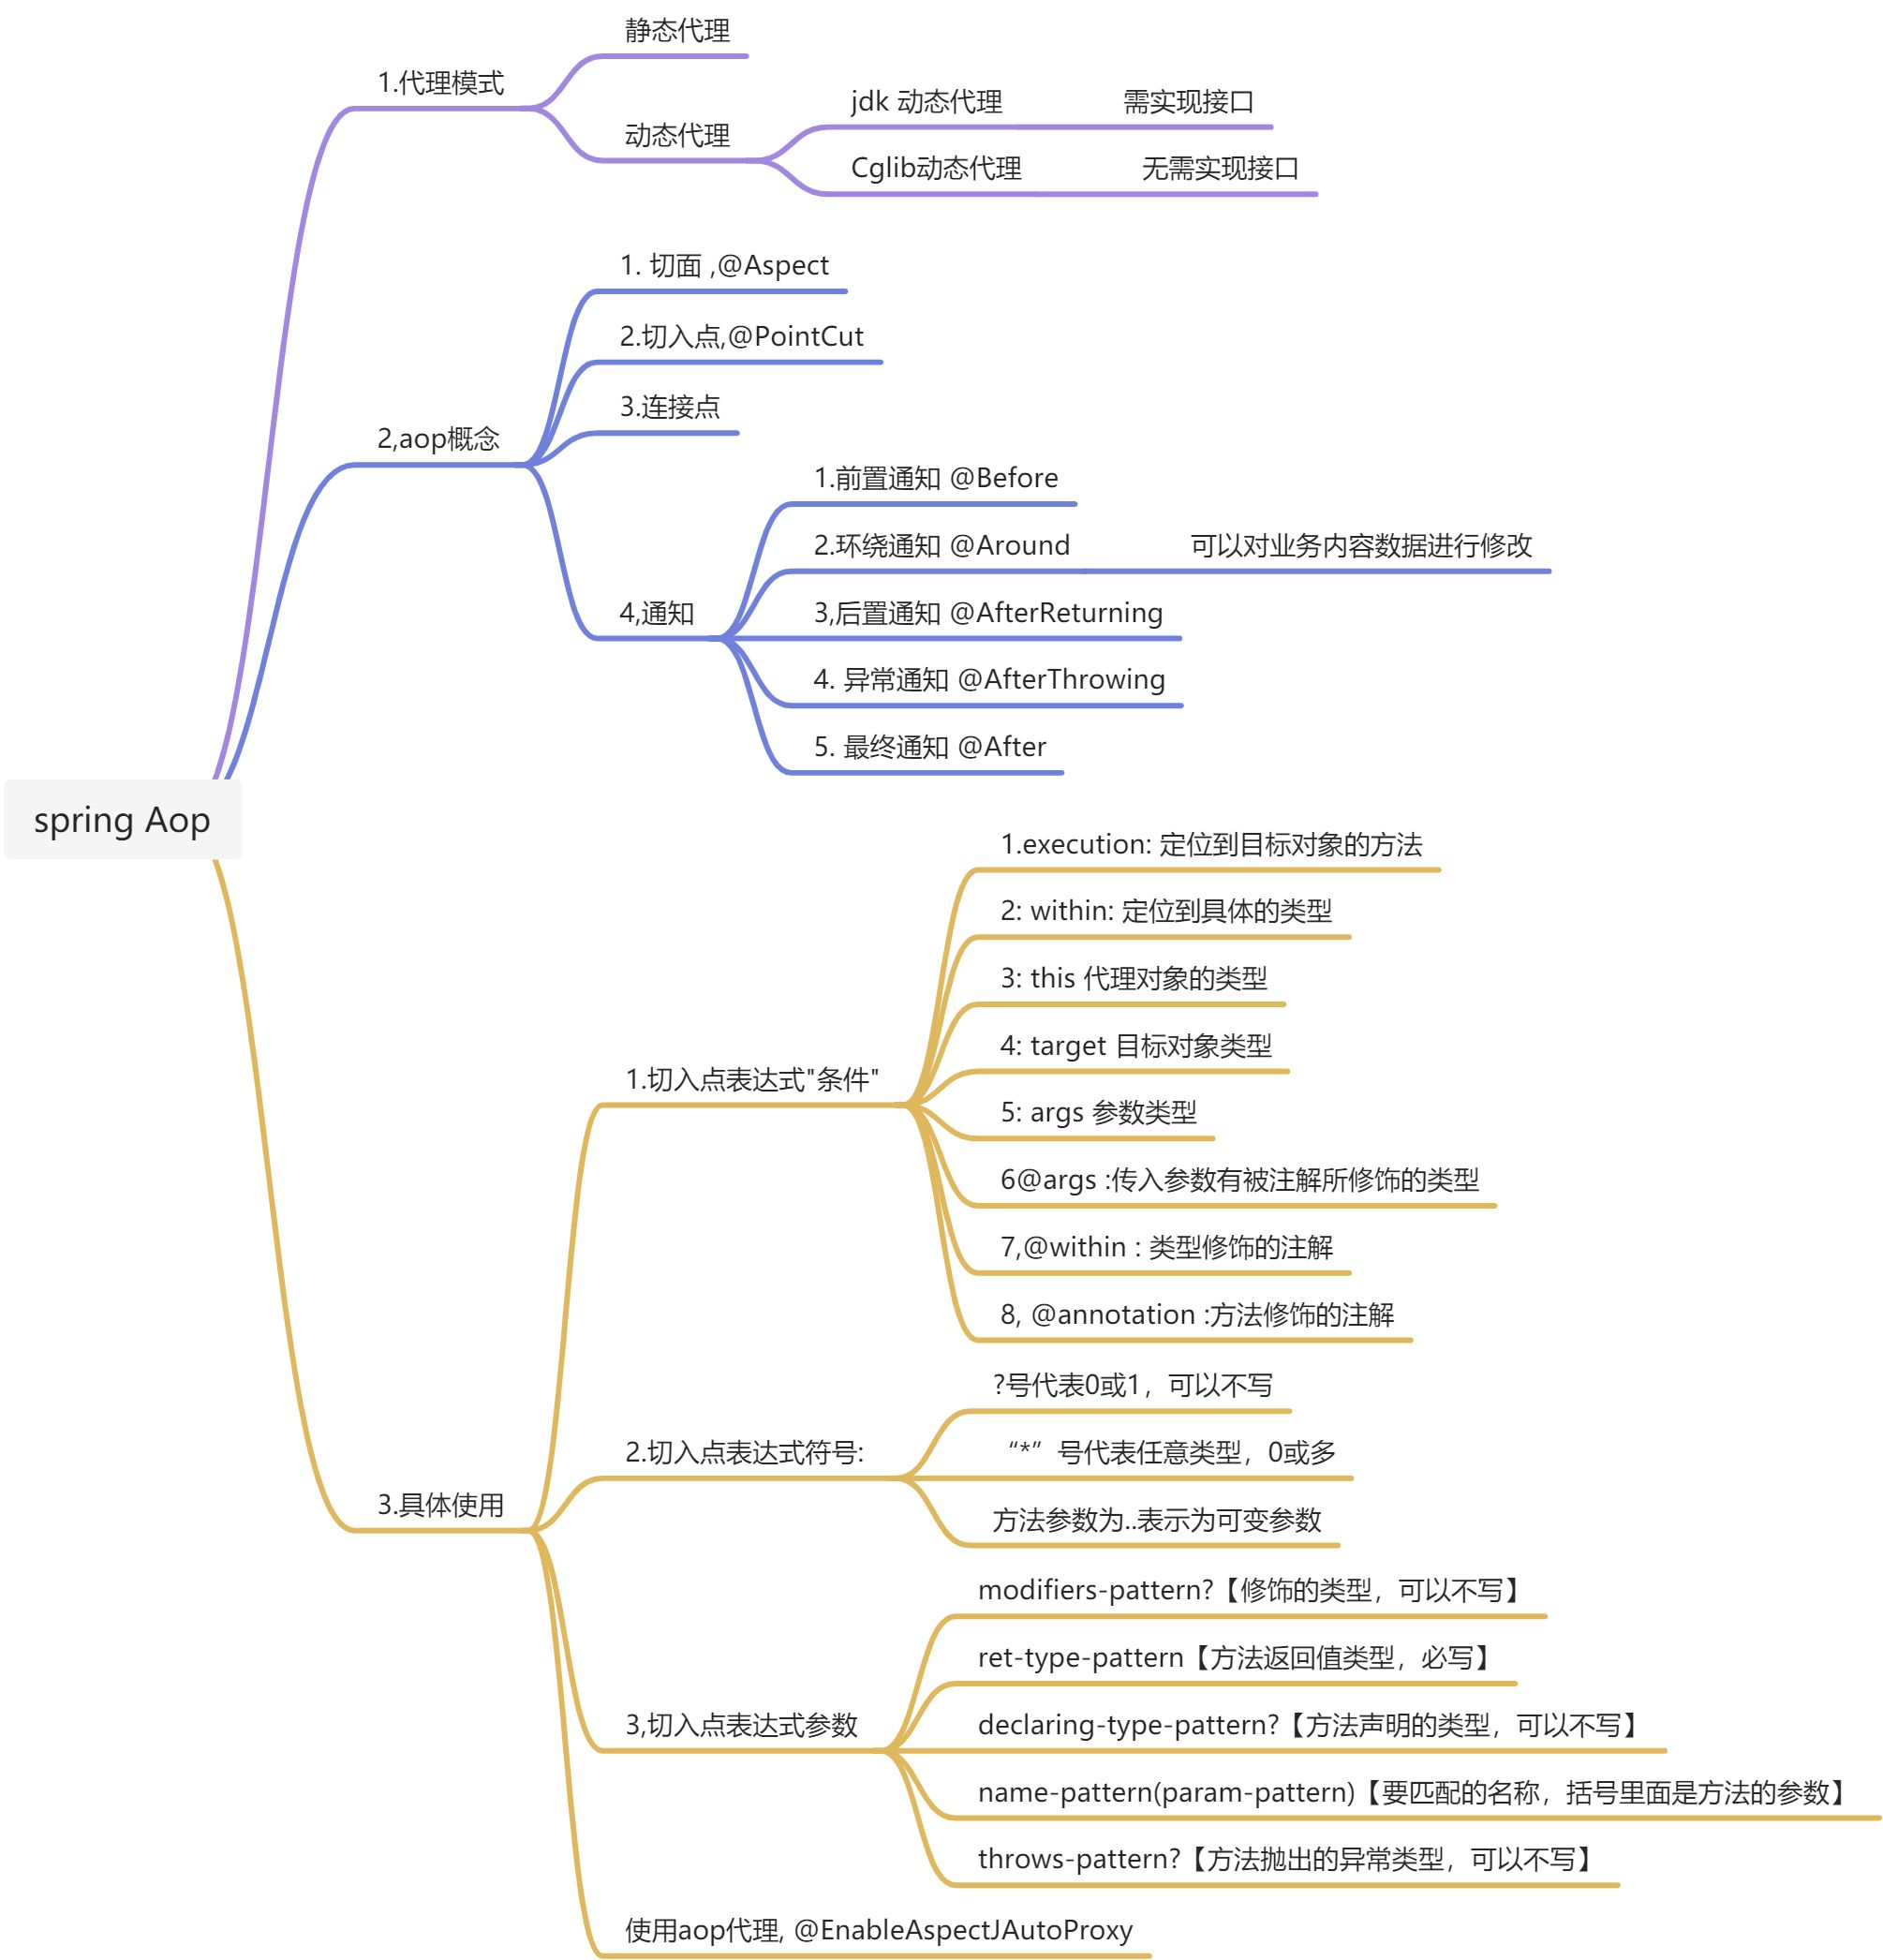 静态代理
1.代理模式
jdk 动态代理
需实现接口
动态代理
Cglib动态代理
无需实现接口
1. 切面 ,@Aspect
2.切入点,@PointCut
3.连接点
2,aop概念
1.前置通知 @Before
2.环绕通知 @Around
可以对业务内容数据进行修改
4,通知
3,后置通知 @AfterReturning
4. 异常通知 @AfterThrowing
5. 最终通知 @After
spring Aop
1.execution: 定位到目标对象的方法
2: within: 定位到具体的类型
3: this 代理对象的类型
4: target 目标对象类型
1.切入点表达式"条件"
5: args 参数类型
6@args :传入参数有被注解所修饰的类型
7,@within : 类型修饰的注解
8, @annotation :方法修饰的注解
?号代表0或1，可以不写
2.切入点表达式符号:
“*”号代表任意类型，0或多
3.具体使用
方法参数为..表示为可变参数
modifiers-pattern?【修饰的类型，可以不写】
ret-type-pattern【方法返回值类型，必写】
3,切入点表达式参数
declaring-type-pattern?【方法声明的类型，可以不写】
name-pattern(param-pattern)【要匹配的名称，括号里面是方法的参数】
throws-pattern?【方法抛出的异常类型，可以不写】
使用aop代理, @EnableAspectJAutoProxy